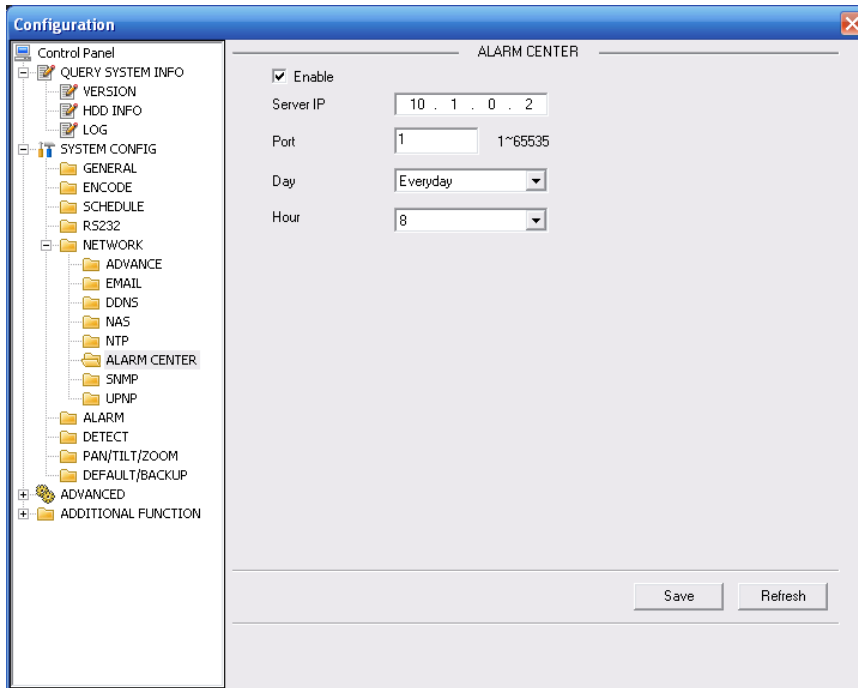 Configuration
Control Panel
QUERY SYSTEM INFO
VERSION
HDD INFO
LOG
SYSTEM CONFIG
GENERAL
ENCODE
SCHEDULE
RS232
NETWORK
ADVANCE
EMAIL
DDNS
NAS
NTP
ALARM CENTER
SNMP
UPNP
ALARM
DETECT
PAN/TILT/ZOOM
DEFAULT/BACKUP
ADVANCED
ADDITIONAL FUNCTION
ALARM CENTER
Enable
Server IP 10 . 1 . 0 . 2
Port 1 1~65535
Day Everyday
Hour 8
Save Refresh